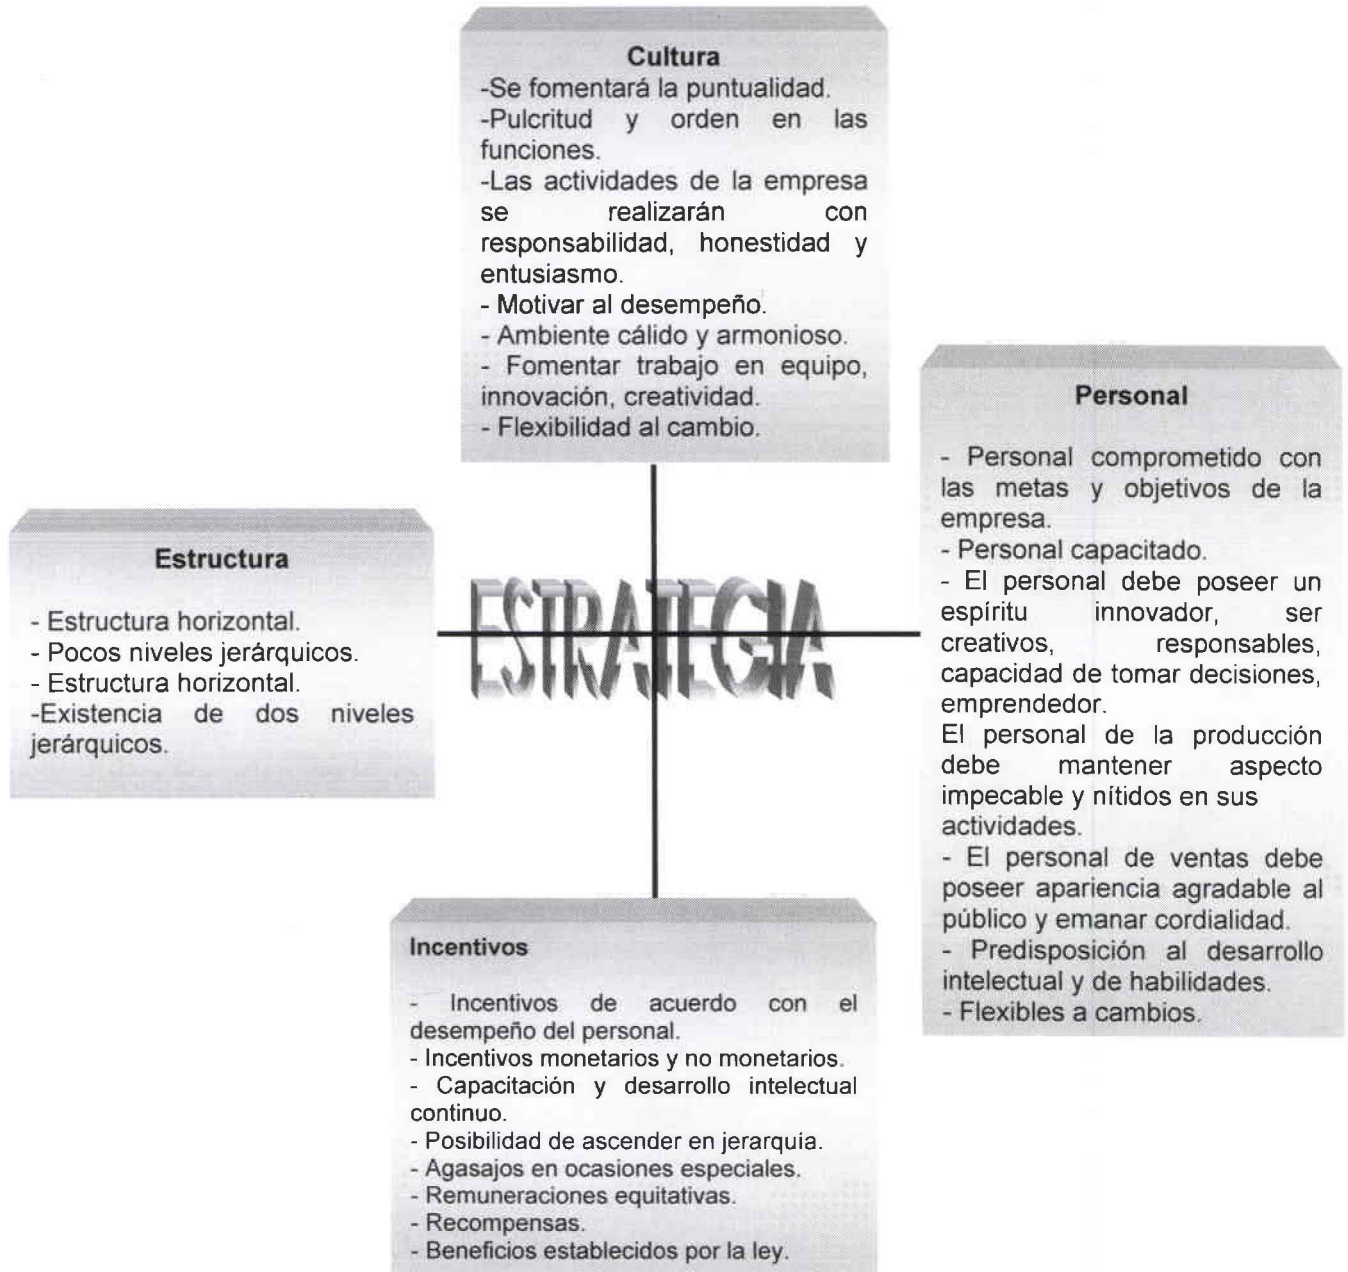 Cultura
-Se fomentará la puntualidad.
-Pulcritud y orden en las
funciones.
-Las actividades de la empresa
se realizarán con
responsabilidad, honestidad y
entusiasmo.
- Motivar al desempeño.
- Ambiente cálido y armonioso.
- Fomentar trabajo en equipo,
innovación, creatividad.
- Flexibilidad al cambio.
Estructura
- Estructura horizontal.
- Pocos niveles jerárquicos.
- Estructura horizontal.
-Existencia de dos niveles
jerárquicos.
ESTRATEGIA
Personal
- Personal comprometido con
las metas y objetivos de la
empresa.
- Personal capacitado.
- El personal debe poseer un
espíritu innovador, ser
creativos, responsables,
capacidad de tomar decisiones,
emprendedor.
El personal de la producción
debe mantener aspecto
impecable y nítidos en sus
actividades.
- El personal de ventas debe
poseer apariencia agradable al
público y emanar cordialidad.
- Predisposición al desarrollo
intelectual y de habilidades.
- Flexibles a cambios.
Incentivos
- Incentivos de acuerdo con el
desempeño del personal.
- Incentivos monetarios y no monetarios.
- Capacitación y desarrollo intelectual
continuo.
- Posibilidad de ascender en jerarquía.
- Agasajos en ocasiones especiales.
- Remuneraciones equitativas.
- Recompensas.
- Beneficios establecidos por la ley.